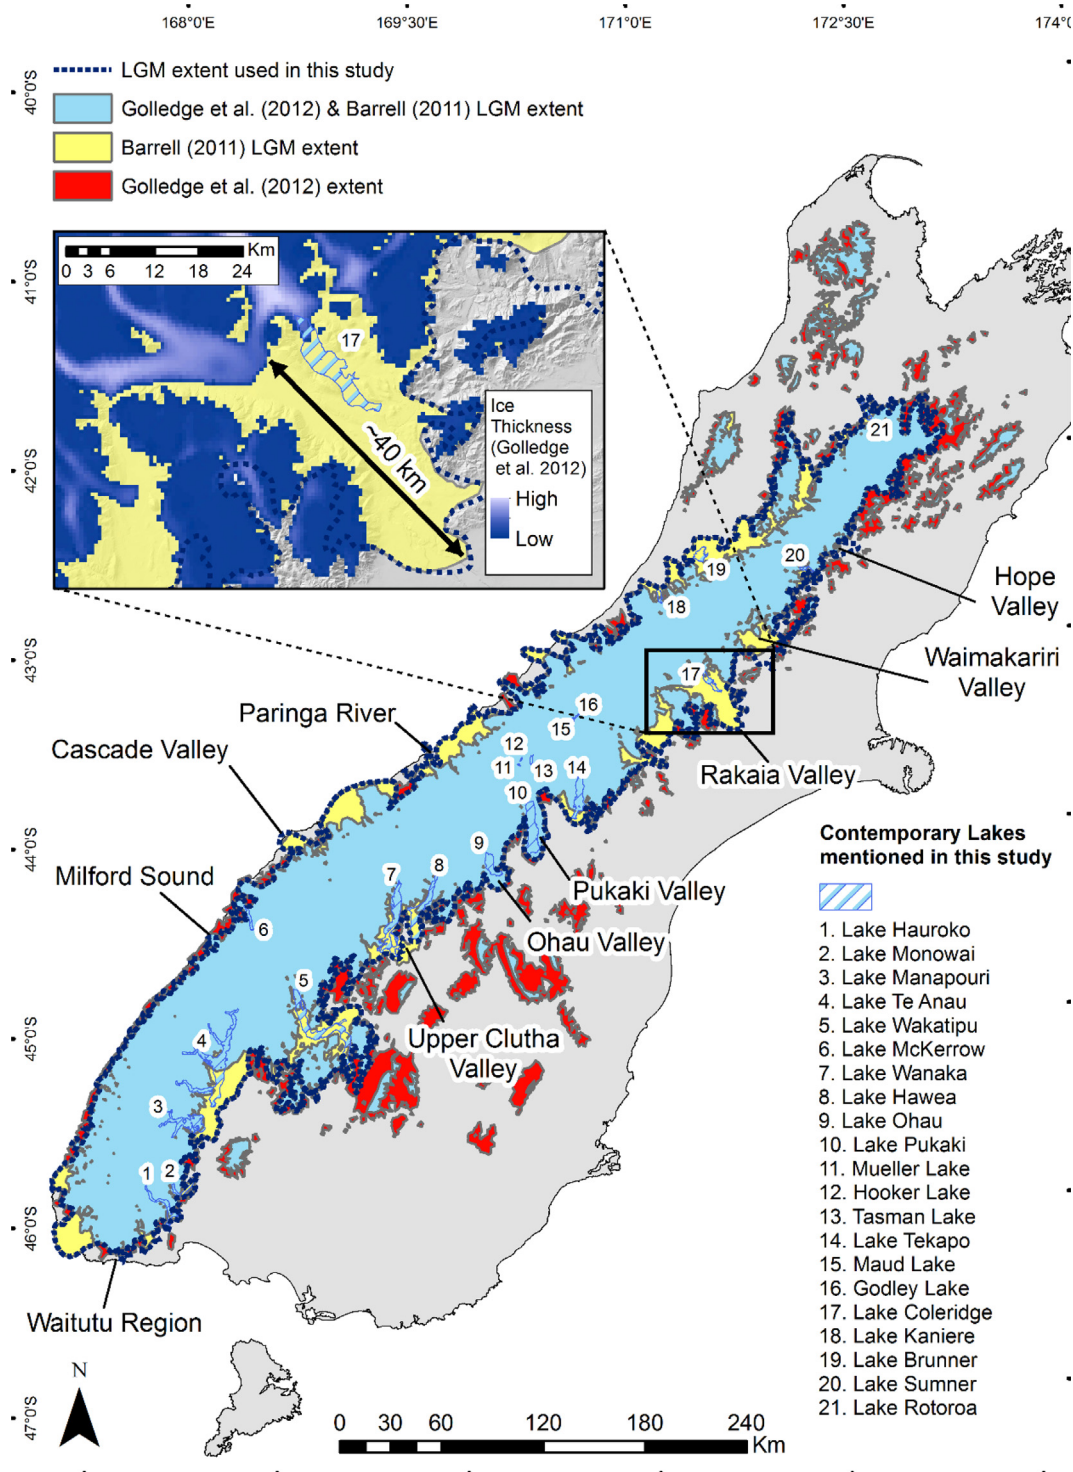 168°0'E 169°30'E 171°0'E 172°30'E 174°0
LGM extent used in this study
Golledge et al. (2012) & Barrell (2011) LGM extent
Barrell (2011) LGM extent
Golledge et al. (2012) extent
40°0'S
41°0'S
42°0'S
43°0'S
44°0'S
45°0'S
46°0'S
47°0'S
Km
0 3 6 12 18 24
17
~40 km
Ice
Thickness
(Golledge
et al. 2012)
High
Low
21
20
19
18
17
16
15
12
11
13
14
10
9
8
7
6
5
4
3
2
1
Hope
Valley
Waimakariri
Valley
Rakaia Valley
Paringa River
Cascade Valley
Milford Sound
Pukaki Valley
Ohau Valley
Upper Clutha
Valley
Waitutu Region
Contemporary Lakes
mentioned in this study
1. Lake Hauroko
2. Lake Monowai
3. Lake Manapouri
4. Lake Te Anau
5. Lake Wakatipu
6. Lake McKerrow
7. Lake Wanaka
8. Lake Hawea
9. Lake Ohau
10. Lake Pukaki
11. Mueller Lake
12. Hooker Lake
13. Tasman Lake
14. Lake Tekapo
15. Maud Lake
16. Godley Lake
17. Lake Coleridge
18. Lake Kaniere
19. Lake Brunner
20. Lake Sumner
21. Lake Rotoroa
N
0 30 60 120 180 240
Km